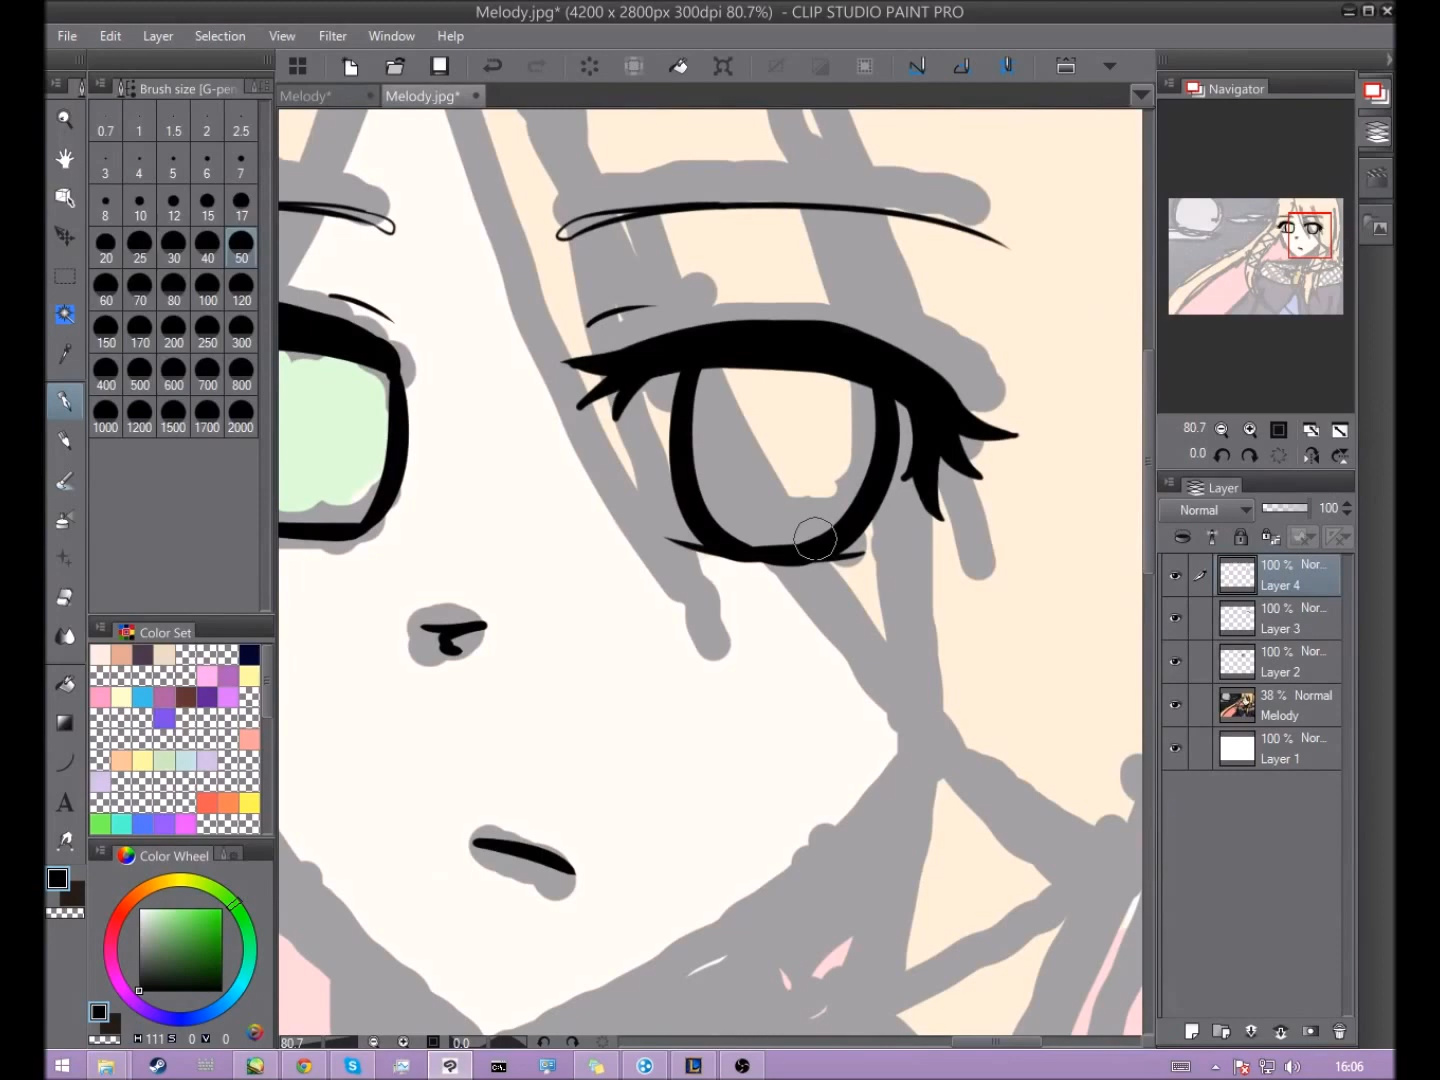 Melody.jpg* (4200 x 2800px 300dpi 80.7%) - CLIP STUDIO PAINT PRO
File Edit Layer Selection View Filter Window Help
Brush size [G-pen
Melody* Melody.jpg*
Navigator
0.7 1 1.5 2 2.5
3 4 5 6 7
8 10 12 15 17
20 25 30 40 50
60 70 80 100 120
150 170 200 250 300
400 500 600 700 800
1000 1200 1500 1700 2000
80.7
0.0
Layer
Normal 100
100 % Nor...
Layer 4
100 % Nor...
Layer 3
100 % Nor...
Layer 2
38 % Normal
Melody
100 % Nor...
Layer 1
Color Set
A
Color Wheel
H 111 S 0 V 0
80.7 0.0
16:06